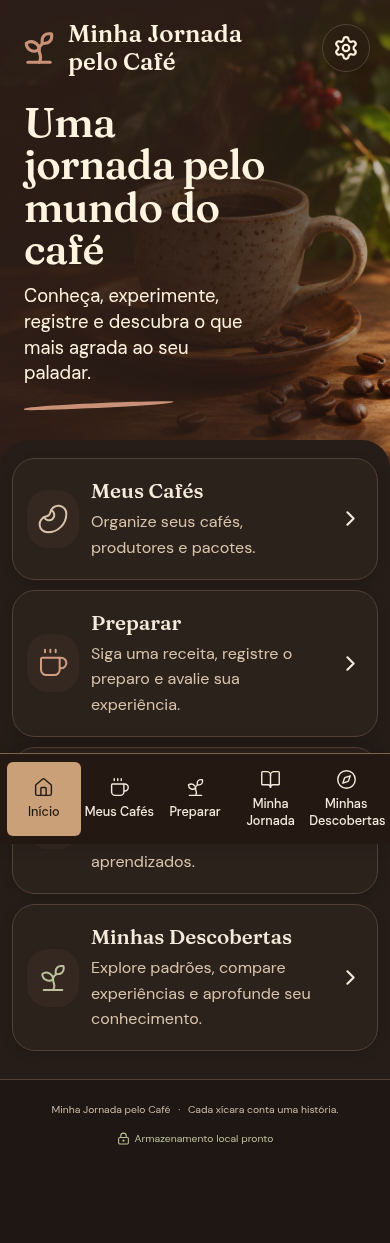 Minha Jornada
pelo Café
Uma
jornada pelo
mundo do
café
Conheça, experimente,
registre e descubra o que
mais agrada ao seu
paladar.
Meus Cafés
Organize seus cafés,
produtores e pacotes.
Preparar
Siga uma receita, registre o
preparo e avalie sua
experiência.
Início
Meus Cafés
Preparar
Minha
Jornada
Minhas
Descobertas
aprendizados.
Minhas Descobertas
Explore padrões, compare
experiências e aprofunde seu
conhecimento.
Minha Jornada pelo Café · Cada xícara conta uma história.
Armazenamento local pronto